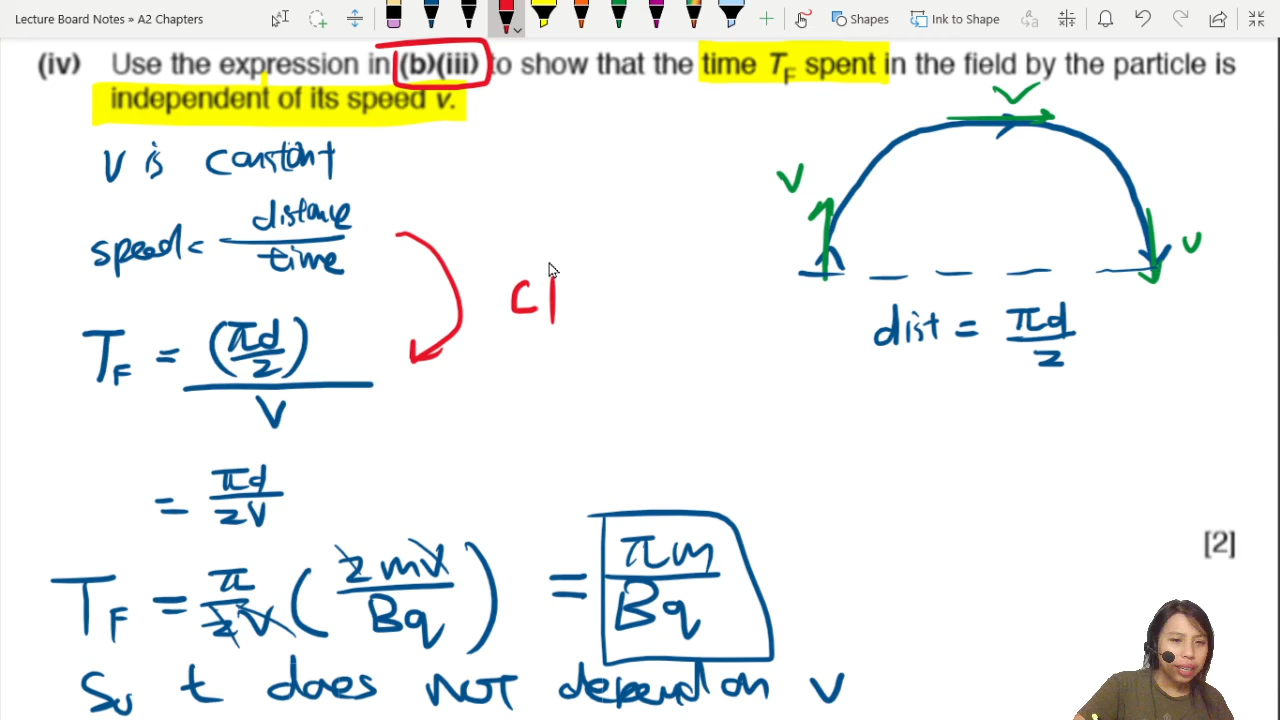 Lecture Board Notes » A2 Chapters
Shapes
Ink to Shape
(iv) Use the expression in (b)(iii) to show that the time T_F spent in the field by the particle is
independent of its speed v.
v is constant
speed = distance / time
C1
T_F = (πd/2) / v
= πd / 2v
T_F = π / 2v ( 2mv / Bq ) = πm / Bq
So t does NOT depend on v
v
v
v
dist = πd / 2
[2]